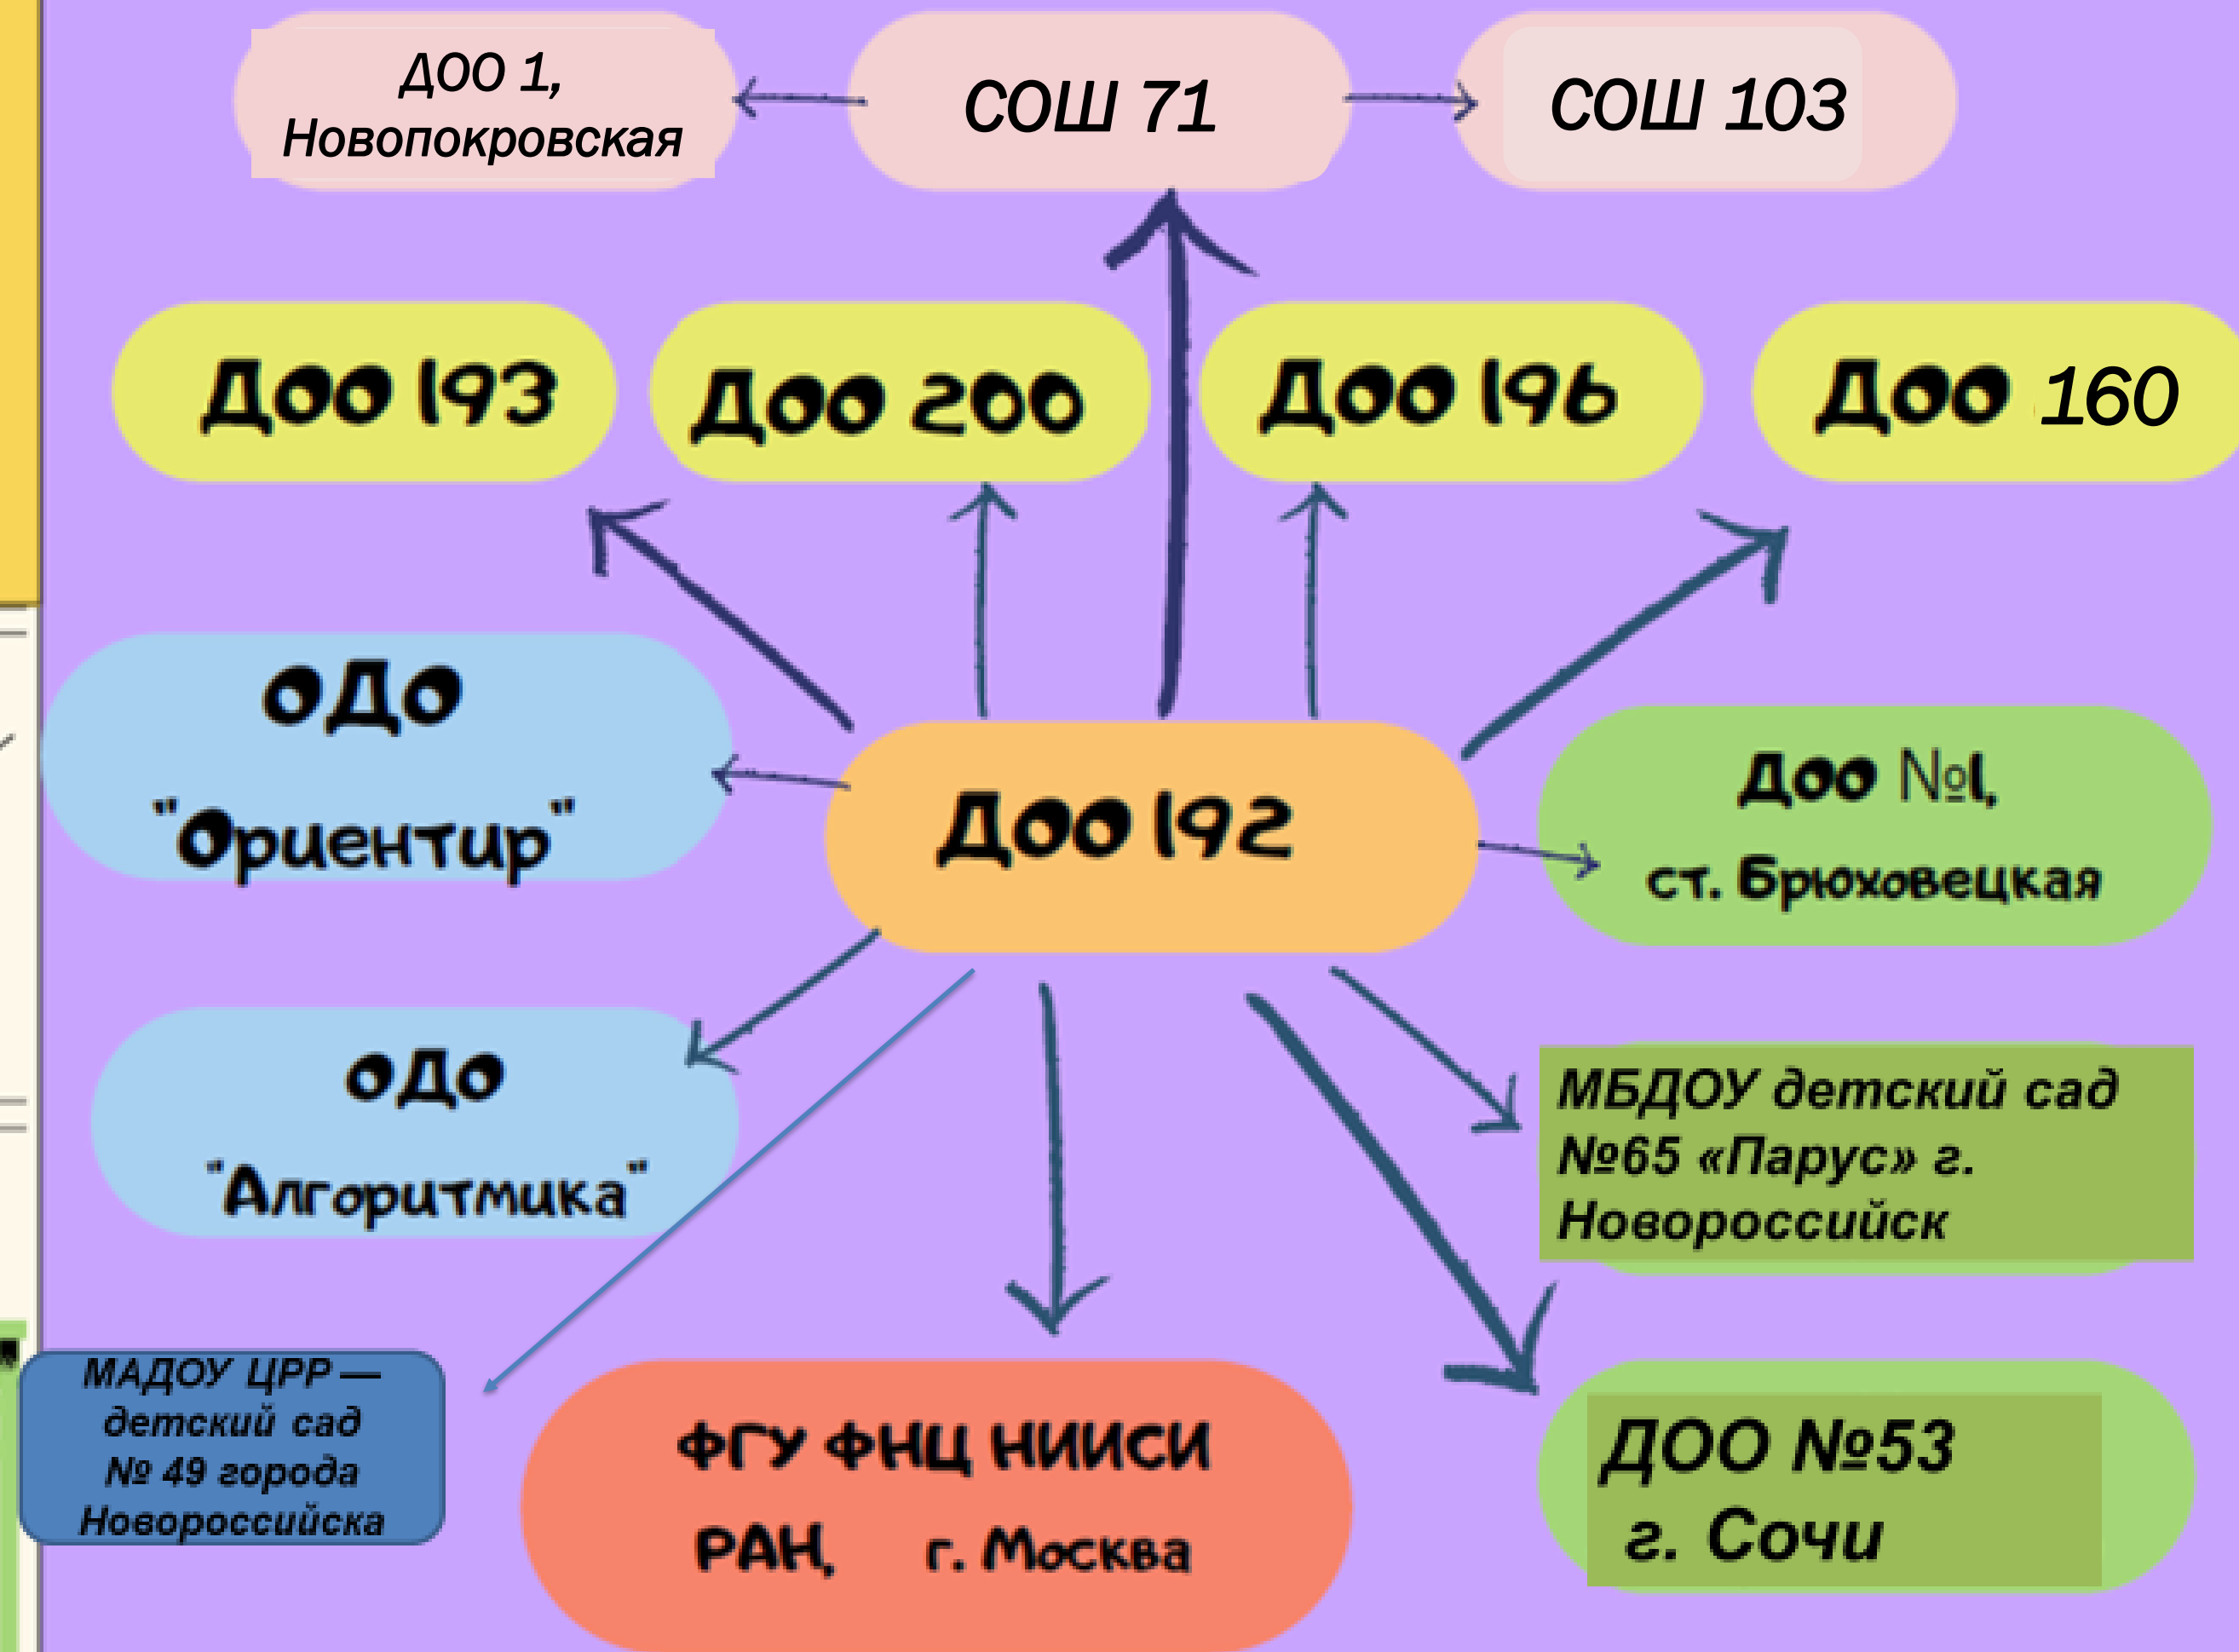 ДОО 1,
Новопокровская
СОШ 71
СОШ 103
ДОО 193
ДОО 200
ДОО 196
ДОО 160
ОДО
"Ориентир"
ДОО 192
ДОО №1,
ст. Брюховецкая
ОДО
"Алгоритмика"
МБДОУ детский сад
№65 «Парус» г.
Новороссийск
МАДОУ ЦРР —
детский сад
№ 49 города
Новороссийска
ФГУ ФНЦ НИИСИ
РАН, г. Москва
ДОО №53
г. Сочи